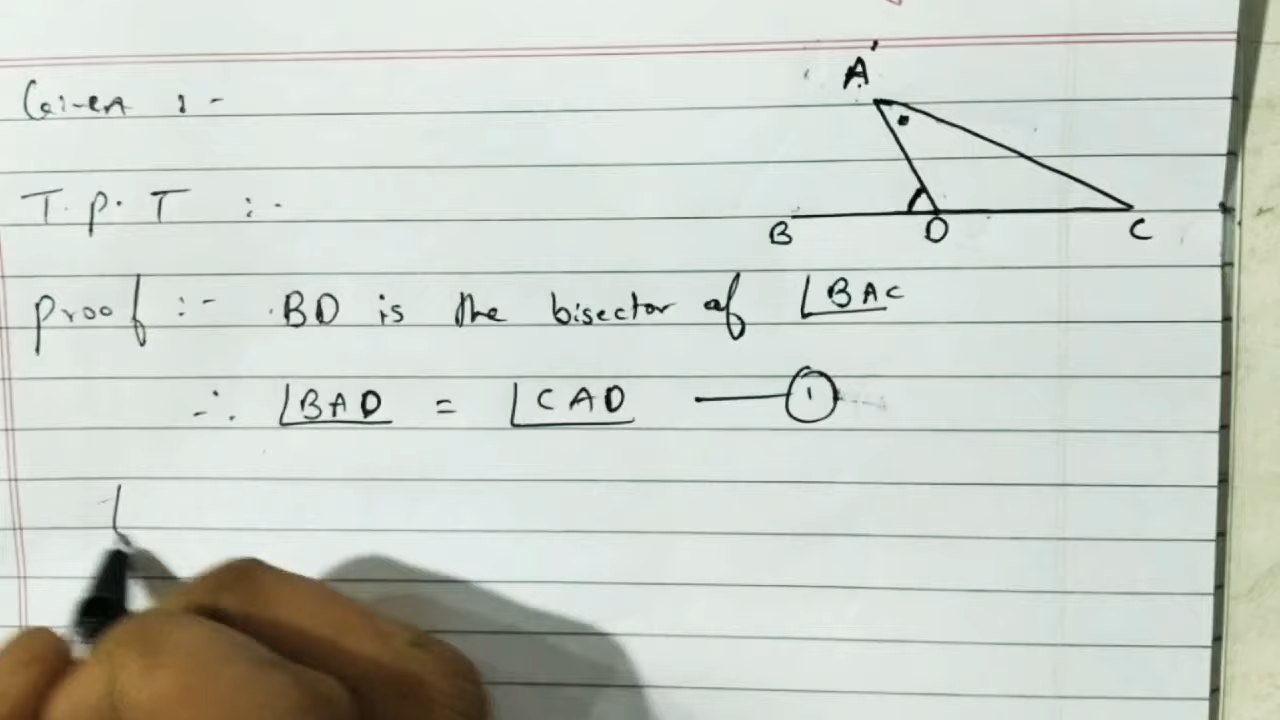 A
Given :-
T.P.T :-
B D C
Proof :- BD is the bisector of ∠BAC
∴ ∠BAD = ∠CAD —— ①